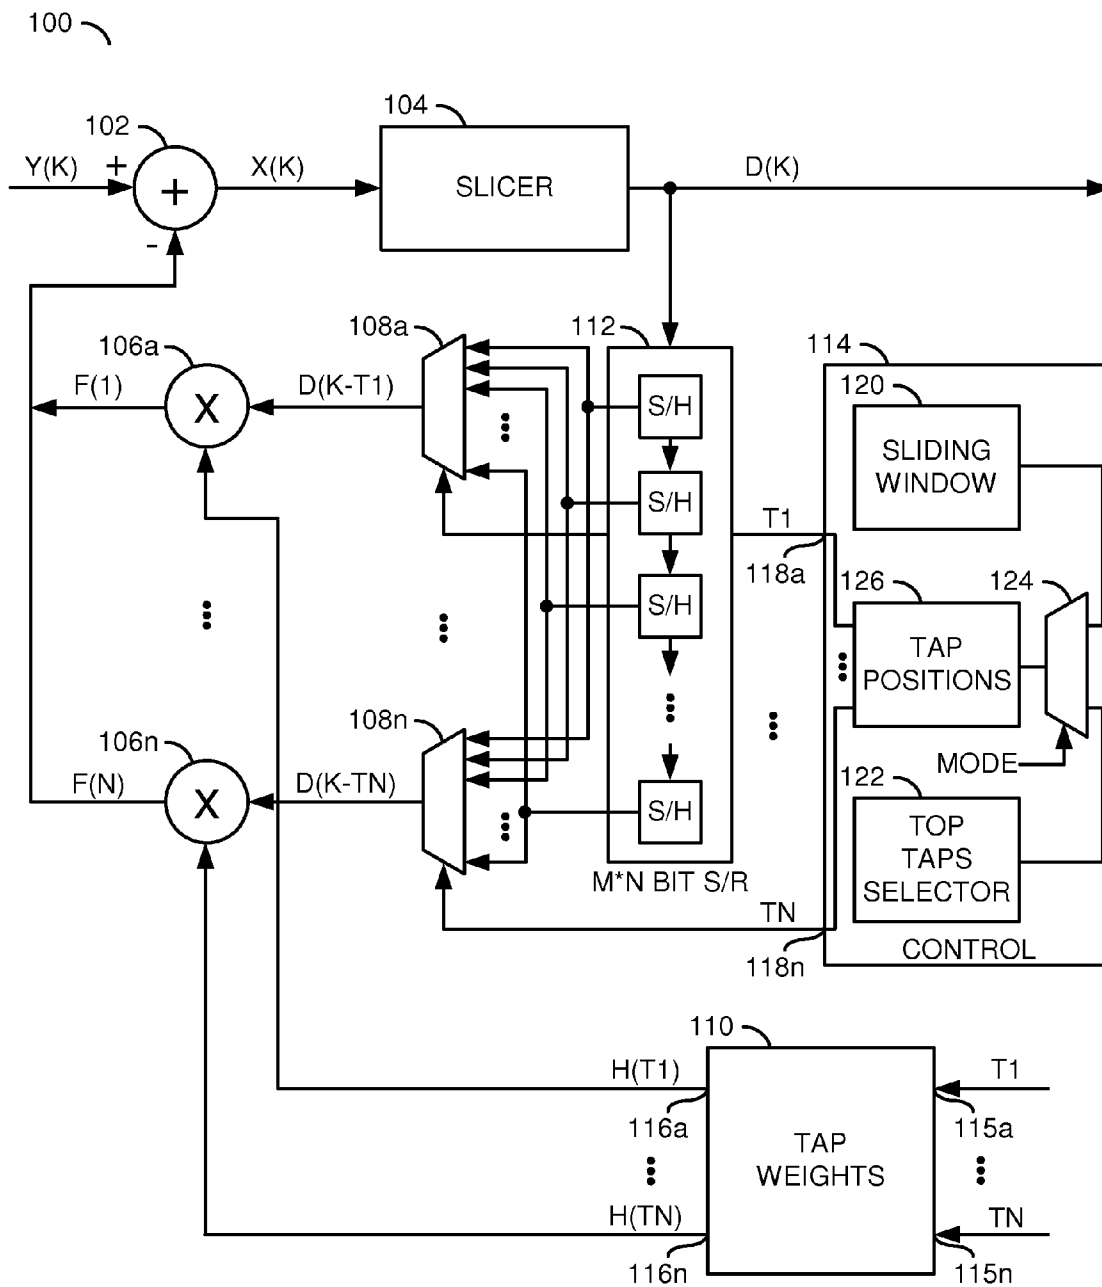 100
102
104
Y(K)
+
X(K)
SLICER
D(K)
+
-
108a
112
114
106a
120
F(1)
X
D(K-T1)
S/H
SLIDING
WINDOW
S/H
T1
118a
126
124
S/H
TAP
POSITIONS
108n
106n
MODE
F(N)
X
D(K-TN)
S/H
122
TOP
TAPS
SELECTOR
M*N BIT S/R
TN
CONTROL
118n
110
H(T1)
T1
116a
115a
TAP
WEIGHTS
H(TN)
TN
116n
115n